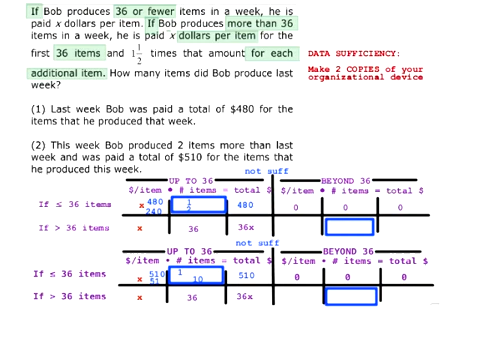 If Bob produces 36 or fewer items in a week, he is
paid x dollars per item. If Bob produces more than 36
items in a week, he is paid x dollars per item for the
first 36 items and 1 1/2 times that amount for each
additional item. How many items did Bob produce last
week?
DATA SUFFICIENCY:
Make 2 COPIES of your
organizational device
(1) Last week Bob was paid a total of $480 for the
items that he produced that week.
(2) This week Bob produced 2 items more than last
week and was paid a total of $510 for the items that
he produced this week.
not suff
UP TO 36 BEYOND 36
$/item • # items = total $ $/item • # items = total $
If ≤ 36 items x 480 240 1 2 480 0 0 0
If > 36 items x 36 36x
not suff
UP TO 36 BEYOND 36
$/item • # items = total $ $/item • # items = total $
If ≤ 36 items x 510 51 1 10 510 0 0 0
If > 36 items x 36 36x